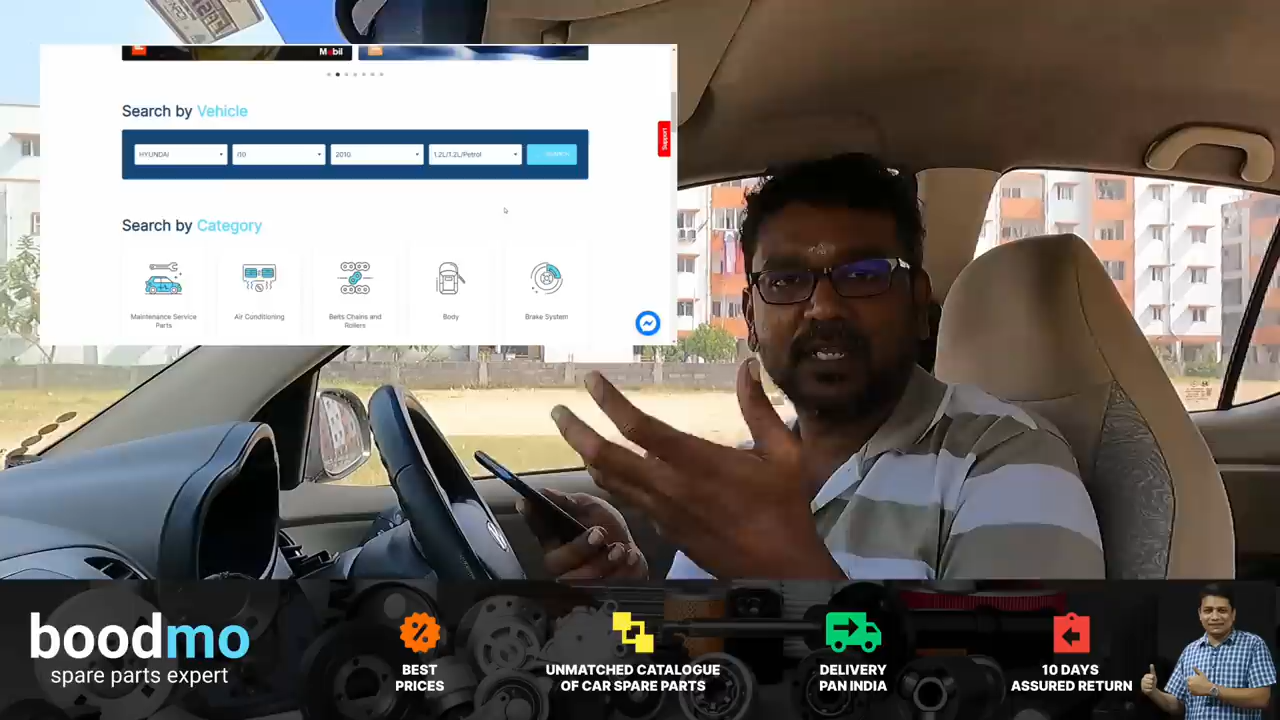 Mobil
Search by Vehicle
HYUNDAI
i10
2010
1.2L/1.2L/Petrol
SEARCH
Support
Search by Category
Maintenance Service
Parts
Air Conditioning
Belts Chains and
Rollers
Body
Brake System
boodmo
spare parts expert
BEST
PRICES
UNMATCHED CATALOGUE
OF CAR SPARE PARTS
DELIVERY
PAN INDIA
10 DAYS
ASSURED RETURN